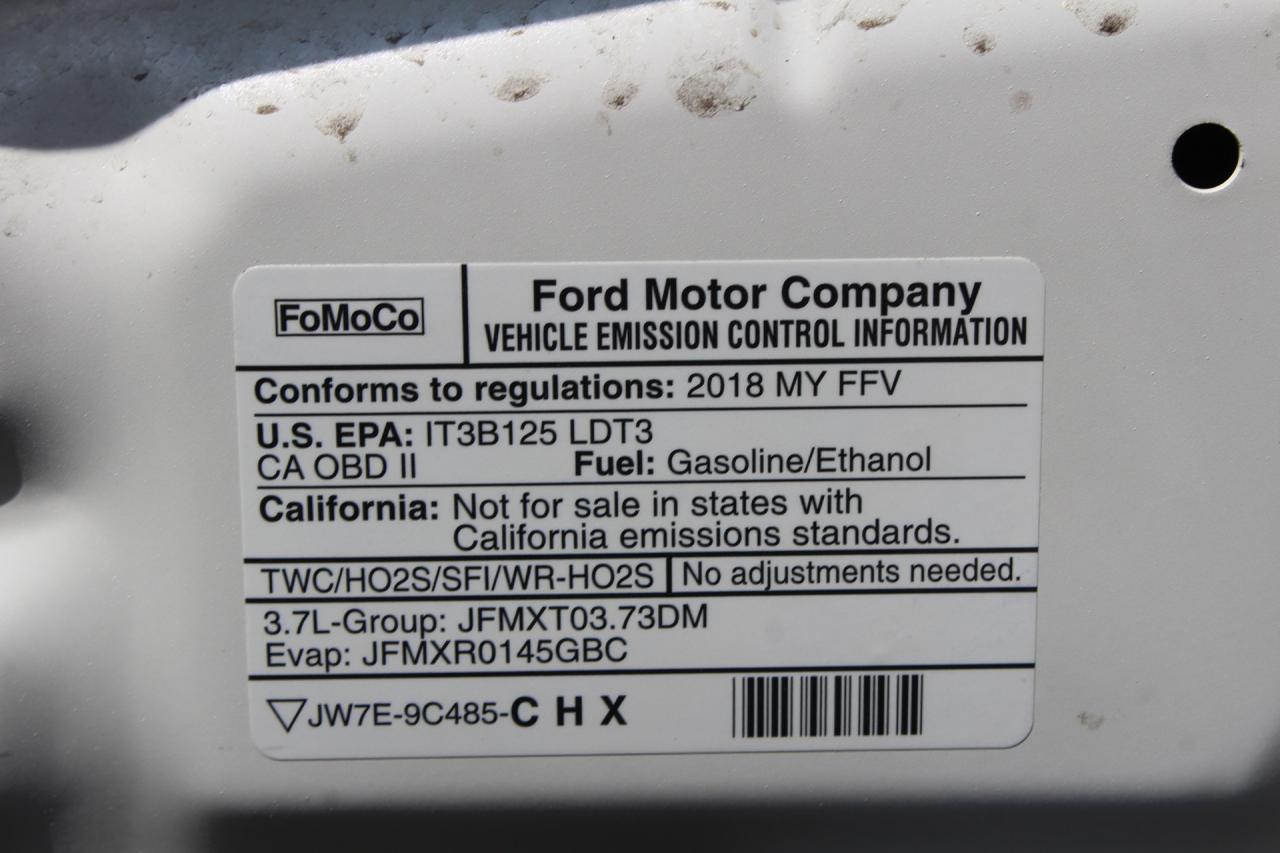 FoMoCo
Ford Motor Company
VEHICLE EMISSION CONTROL INFORMATION
Conforms to regulations: 2018 MY FFV
U.S. EPA: IT3B125 LDT3
CA OBD II Fuel: Gasoline/Ethanol
California: Not for sale in states with
California emissions standards.
TWC/HO2S/SFI/WR-HO2S No adjustments needed.
3.7L-Group: JFMXT03.73DM
Evap: JFMXR0145GBC
JW7E-9C485-C H X